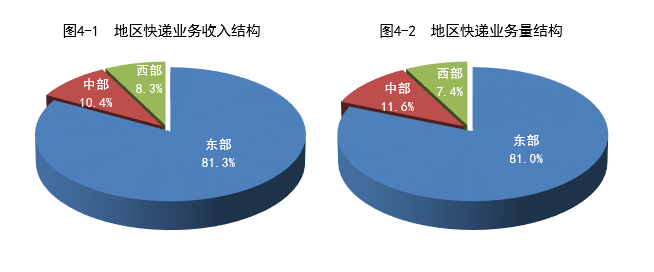 图4-1 地区快递业务收入结构
西部
8.3%
中部
10.4%
东部
81.3%
图4-2 地区快递业务量结构
西部
7.4%
中部
11.6%
东部
81.0%